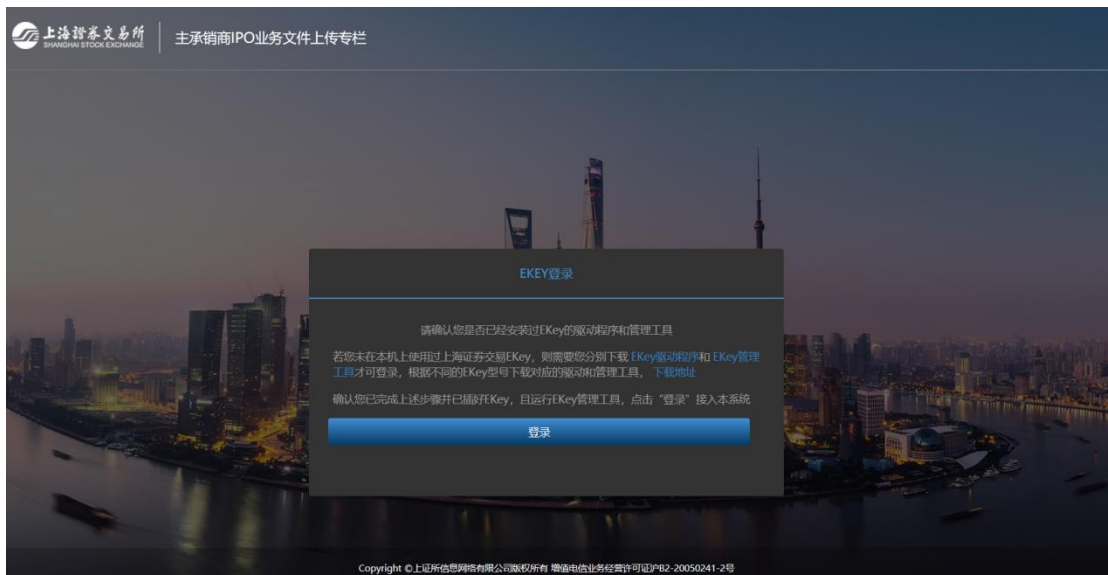 上海證券交易所
SHANGHAI STOCK EXCHANGE
主承销商IPO业务文件上传专栏
EKEY登录
请确认您是否已经安装过EKey的驱动程序和管理工具
若您未在本机上使用过上海证券交易EKey，则需要您分别下载 EKey驱动程序和 EKey管理
工具才可登录，根据不同的EKey型号下载对应的驱动和管理工具， 下载地址
确认您已完成上述步骤并已插好EKey，且运行EKey管理工具，点击“登录”接入本系统
登录
Copyright ©上证所信息网络有限公司版权所有 增值电信业务经营许可证沪B2-20050241-2号